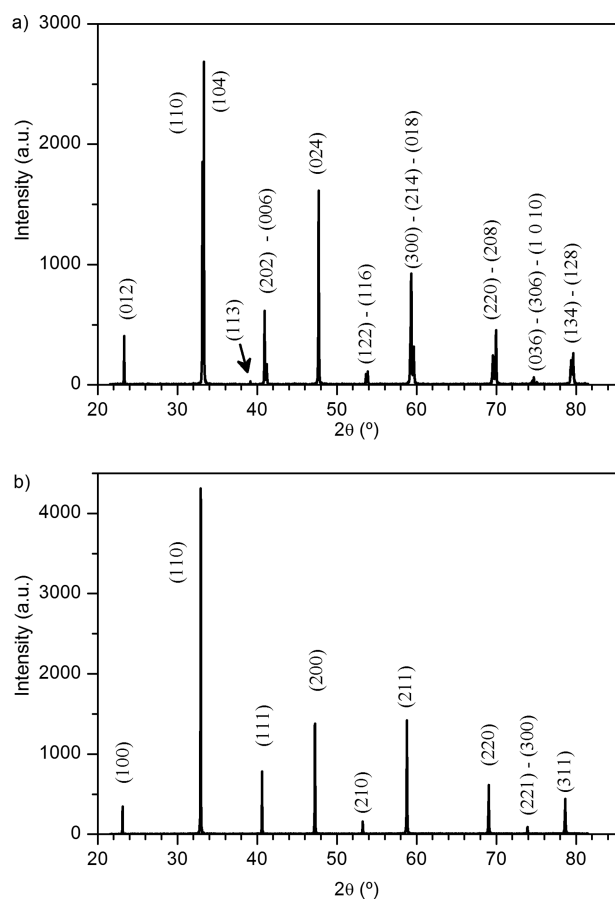 a)
3000
2000
1000
0
Intensity (a.u.)
(012)
(110)
(104)
(113)
(202) - (006)
(024)
(122) - (116)
(300) - (214) - (018)
(220) - (208)
(036) - (306) - (1 0 10)
(134) - (128)
20 30 40 50 60 70 80
2θ (º)
b)
4000
3000
2000
1000
0
Intensity (a.u.)
(100)
(110)
(111)
(200)
(210)
(211)
(220)
(221) - (300)
(311)
20 30 40 50 60 70 80
2θ (º)